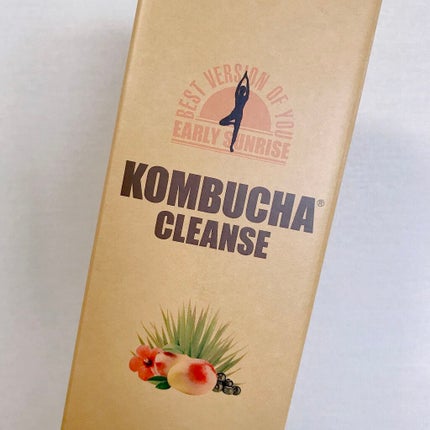 BEST VERSION OF YOU
EARLY SUNRISE
KOMBUCHA®
CLEANSE